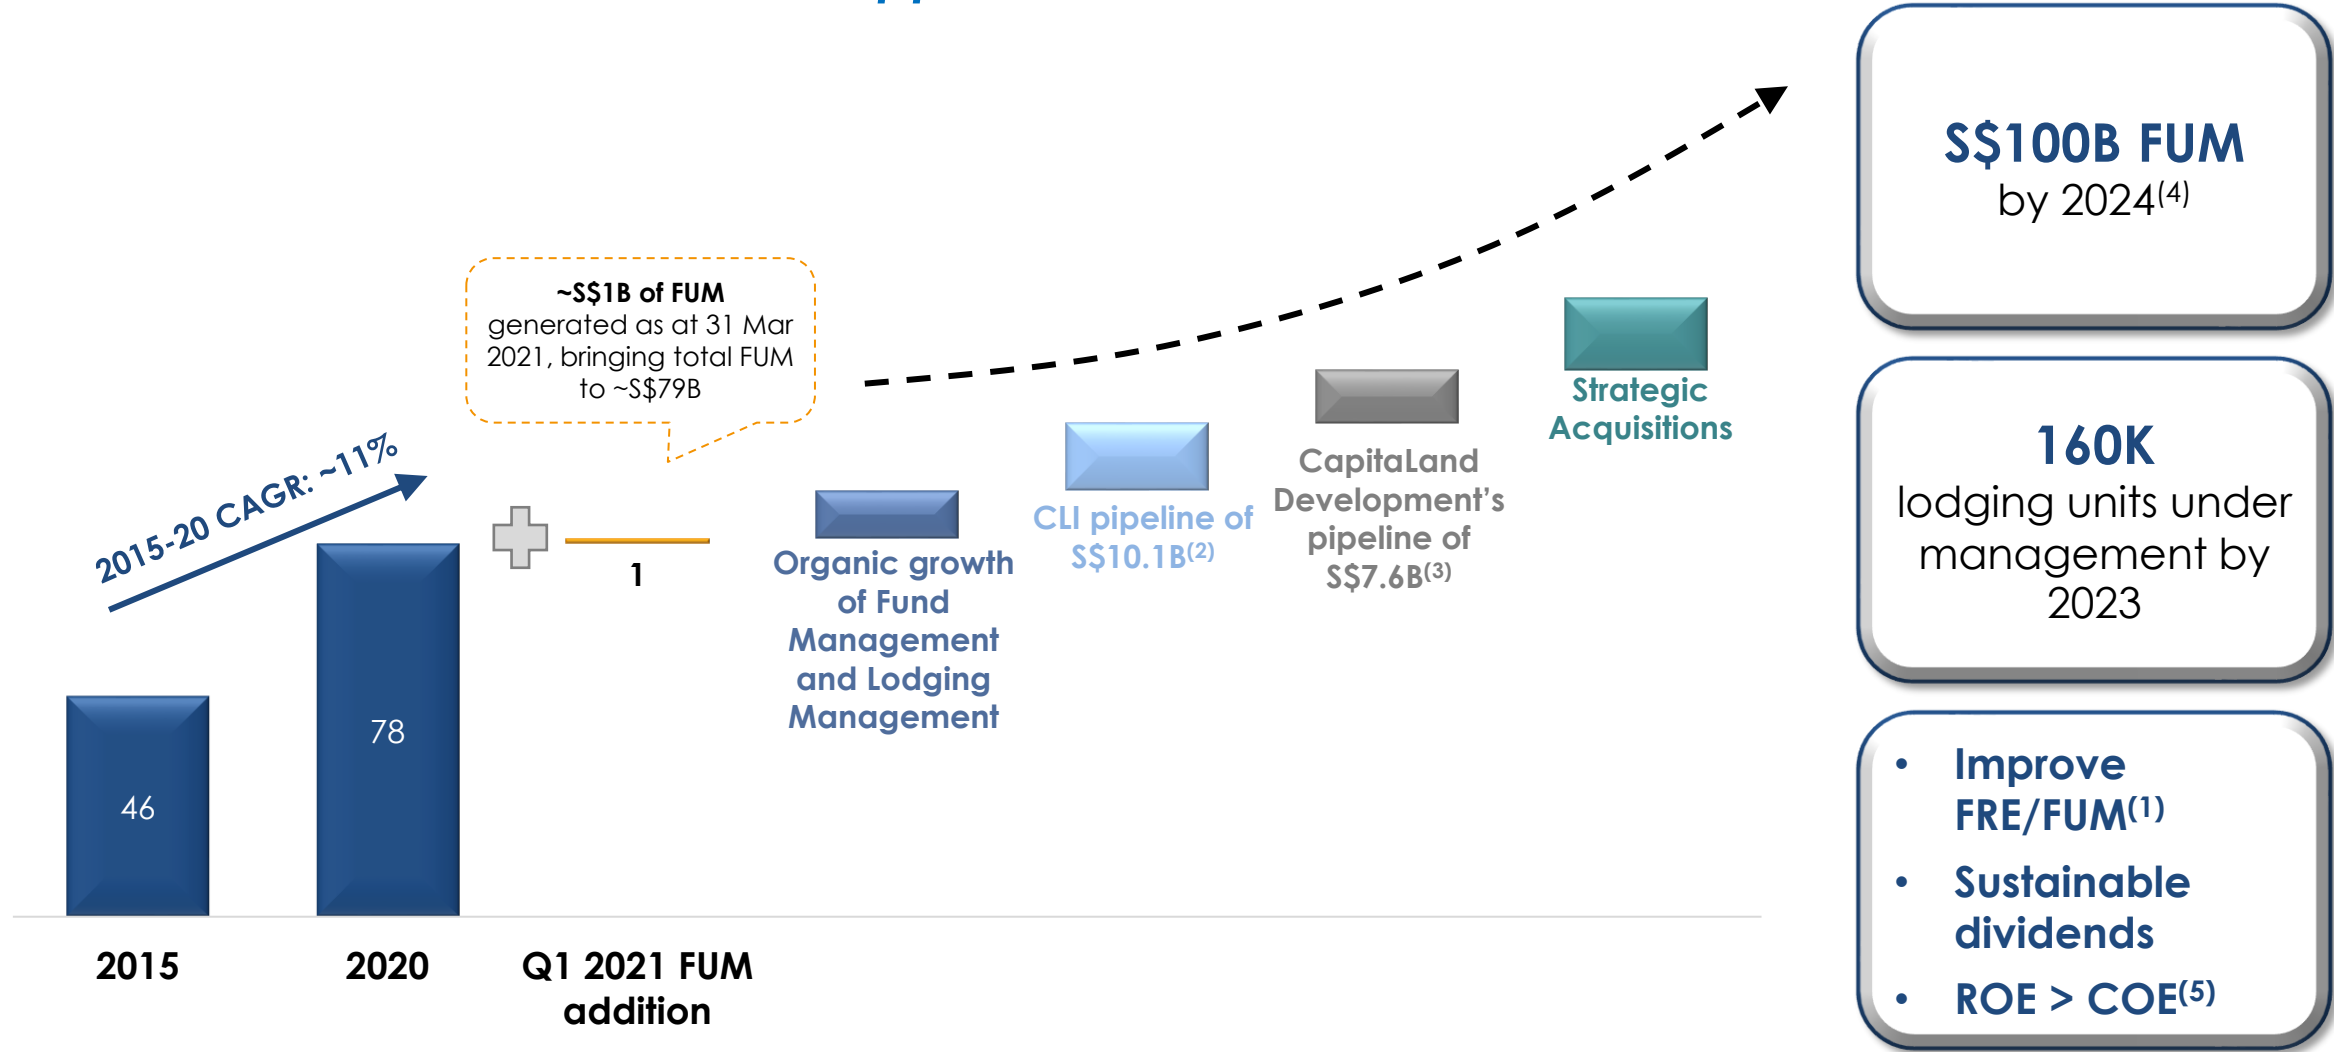 ~S$1B of FUM
generated as at 31 Mar
2021, bringing total FUM
to ~S$79B
2015-20 CAGR: ~11%
46
78
1
Organic growth
of Fund
Management
and Lodging
Management
CLI pipeline of
S$10.1B(2)
CapitaLand
Development’s
pipeline of
S$7.6B(3)
Strategic
Acquisitions
2015
2020
Q1 2021 FUM
addition
S$100B FUM
by 2024(4)
160K
lodging units under
management by
2023
• Improve
FRE/FUM(1)
• Sustainable
dividends
• ROE > COE(5)